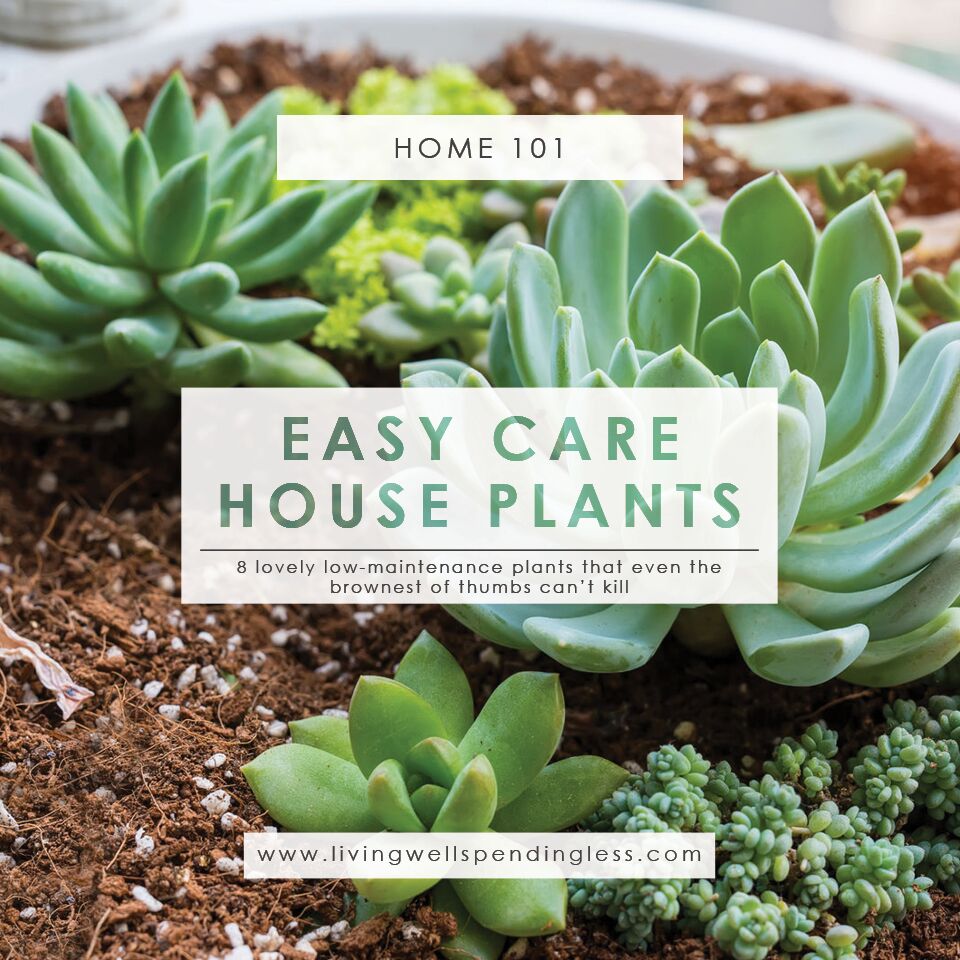 HOME 101
EASY CARE
HOUSE PLANTS
8 lovely low-maintenance plants that even the
brownest of thumbs can't kill
www.livingwellspendingless.com